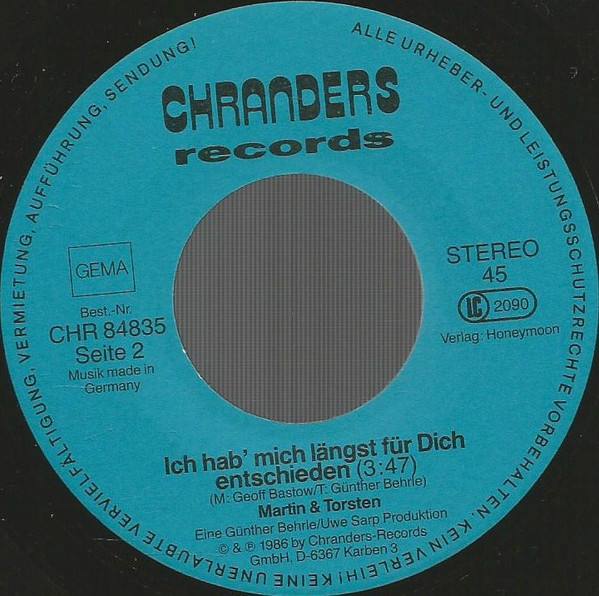 ALLE URHEBER- UND LEISTUNGSSCHUTZRECHTE VORBEHALTEN. KEIN VERLEIH! KEINE UNERLAUBTE VERVIELFÄLTIGUNG, VERMIETUNG, AUFFÜHRUNG, SENDUNG!
CHRANDERS
records
GEMA
Best.-Nr.
CHR 84835
Seite 2
Musik made in
Germany
STEREO
45
LC 2090
Verlag: Honeymoon
Ich hab' mich längst für Dich
entschieden (3:47)
(M: Geoff Bastow/T: Günther Behrle)
Martin & Torsten
Eine Günther Behrle/Uwe Sarp Produktion
© & ℗ 1986 by Chranders-Records
GmbH, D-6367 Karben 3